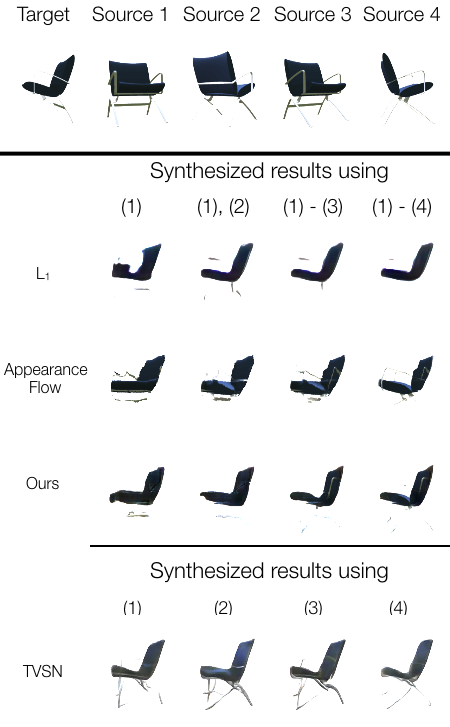 Target Source 1 Source 2 Source 3 Source 4
Synthesized results using
(1) (1), (2) (1) - (3) (1) - (4)
L₁
Appearance
Flow
Ours
Synthesized results using
(1) (2) (3) (4)
TVSN